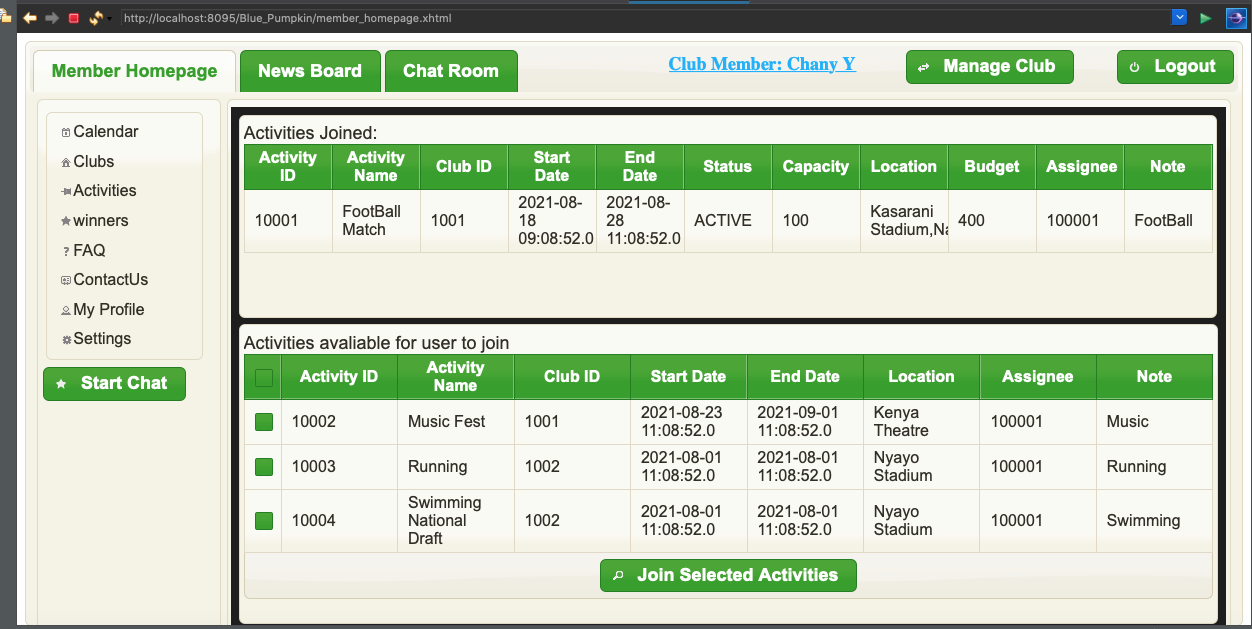 http://localhost:8095/Blue_Pumpkin/member_homepage.xhtml
Member Homepage
News Board
Chat Room
Club Member: Chany Y
Manage Club
Logout
Calendar
Clubs
Activities
winners
? FAQ
ContactUs
My Profile
Settings
Start Chat
Activities Joined:
Activity ID | Activity Name | Club ID | Start Date | End Date | Status | Capacity | Location | Budget | Assignee | Note
10001 | FootBall Match | 1001 | 2021-08-18 09:08:52.0 | 2021-08-28 11:08:52.0 | ACTIVE | 100 | Kasarani Stadium,Na | 400 | 100001 | FootBall
Activities avaliable for user to join
Activity ID | Activity Name | Club ID | Start Date | End Date | Location | Assignee | Note
10002 | Music Fest | 1001 | 2021-08-23 11:08:52.0 | 2021-09-01 11:08:52.0 | Kenya Theatre | 100001 | Music
10003 | Running | 1002 | 2021-08-01 11:08:52.0 | 2021-08-01 11:08:52.0 | Nyayo Stadium | 100001 | Running
10004 | Swimming National Draft | 1002 | 2021-08-01 11:08:52.0 | 2021-08-01 11:08:52.0 | Nyayo Stadium | 100001 | Swimming
Join Selected Activities